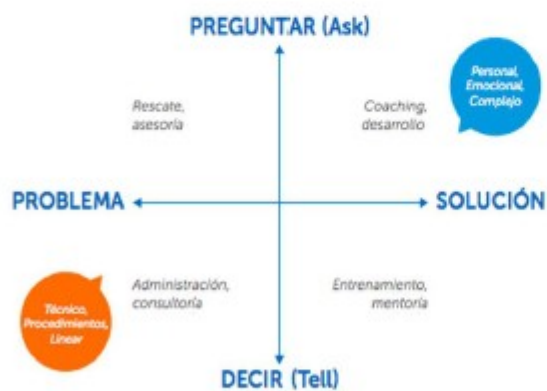 PREGUNTAR (Ask)
Personal,
Emocional,
Complejo
Rescate,
asesoría
Coaching,
desarrollo
PROBLEMA
SOLUCIÓN
Administración,
consultoría
Entrenamiento,
mentoría
Técnico,
Procedimientos,
Linear
DECIR (Tell)